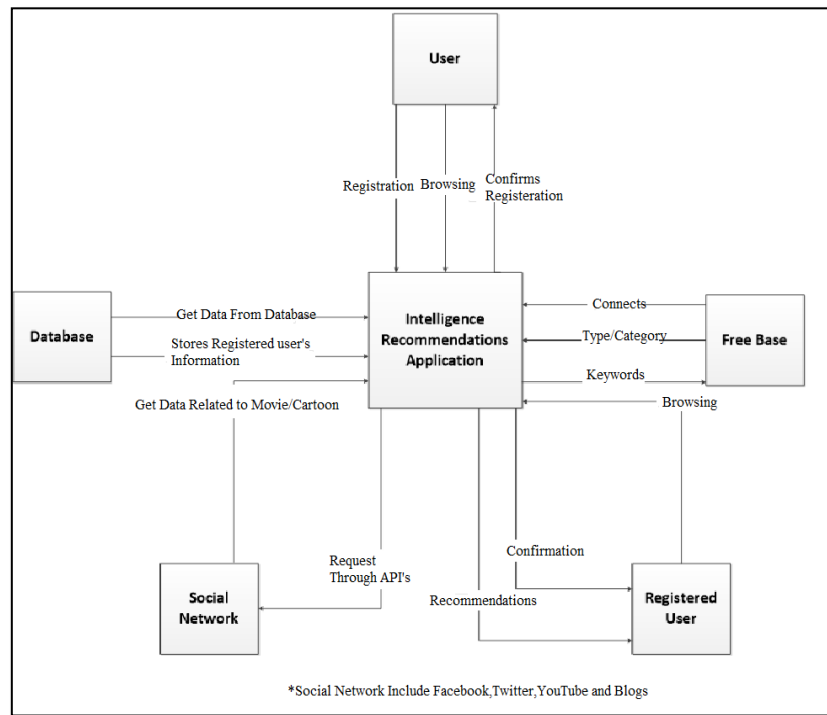 User
Registration
Browsing
Confirms
Registeration
Database
Get Data From Database
Stores Registered user's
Information
Get Data Related to Movie/Cartoon
Intelligence
Recommendations
Application
Connects
Type/Category
Keywords
Browsing
Free Base
Social
Network
Request
Through API's
Confirmation
Recommendations
Registered
User
*Social Network Include Facebook,Twitter,YouTube and Blogs